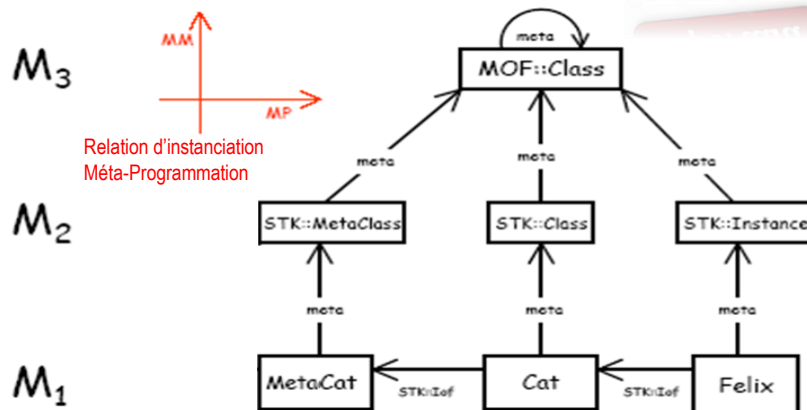 meta
MM
M3
MOF::Class
MP
Relation d'instanciation
Méta-Programmation
meta
meta
meta
M2
STK::MetaClass
STK::Class
STK::Instance
meta
meta
meta
M1
MetaCat
STK::Iof
Cat
STK::Iof
Felix